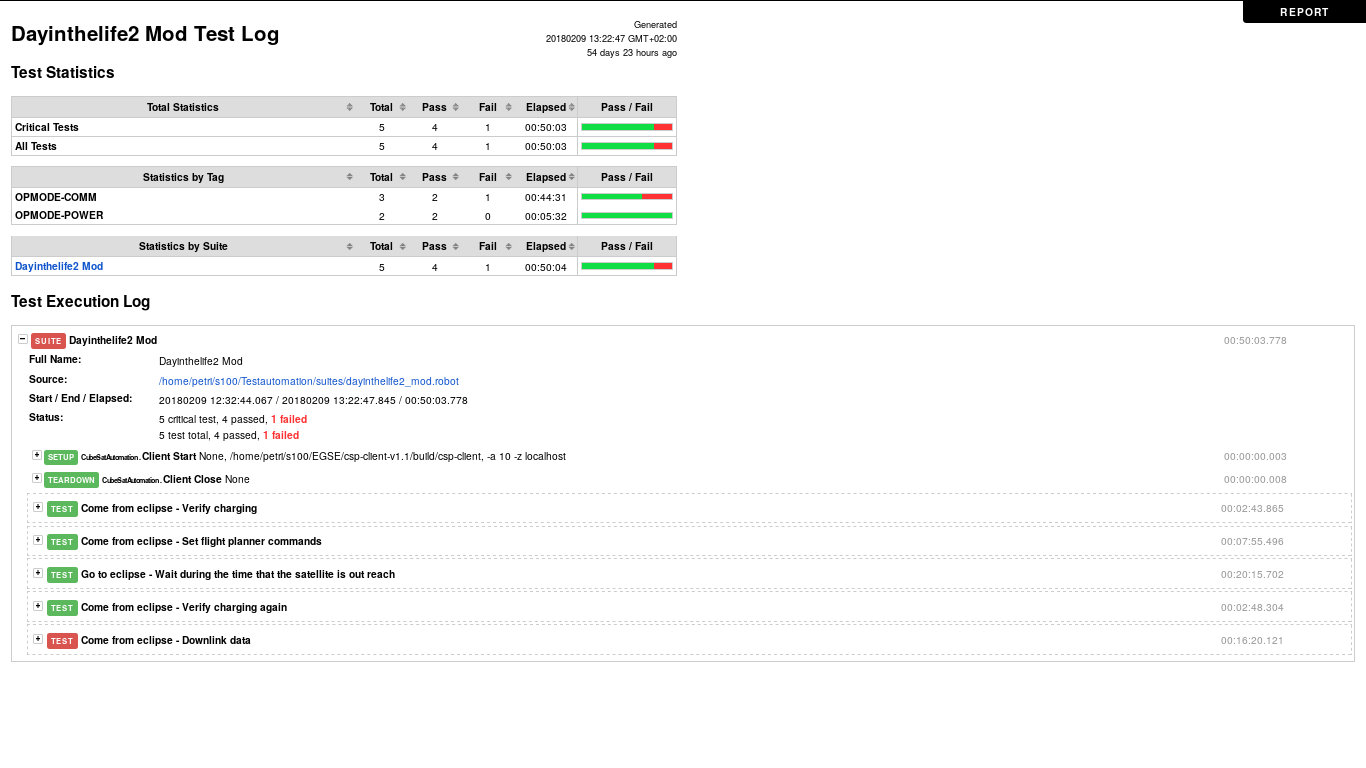 REPORT
Dayinthelife2 Mod Test Log
Generated
20180209 13:22:47 GMT+02:00
54 days 23 hours ago
Test Statistics
Total Statistics Total Pass Fail Elapsed Pass / Fail
Critical Tests 5 4 1 00:50:03
All Tests 5 4 1 00:50:03
Statistics by Tag Total Pass Fail Elapsed Pass / Fail
OPMODE-COMM 3 2 1 00:44:31
OPMODE-POWER 2 2 0 00:05:32
Statistics by Suite Total Pass Fail Elapsed Pass / Fail
Dayinthelife2 Mod 5 4 1 00:50:04
Test Execution Log
SUITE Dayinthelife2 Mod 00:50:03.778
Full Name: Dayinthelife2 Mod
Source: /home/petri/s100/Testautomation/suites/dayinthelife2_mod.robot
Start / End / Elapsed: 20180209 12:32:44.067 / 20180209 13:22:47.845 / 00:50:03.778
Status: 5 critical test, 4 passed, 1 failed
5 test total, 4 passed, 1 failed
SETUP CubeSatAutomation. Client Start None, /home/petri/s100/EGSE/csp-client-v1.1/build/csp-client, -a 10 -z localhost 00:00:00.003
TEARDOWN CubeSatAutomation. Client Close None 00:00:00.008
TEST Come from eclipse - Verify charging 00:02:43.865
TEST Come from eclipse - Set flight planner commands 00:07:55.496
TEST Go to eclipse - Wait during the time that the satellite is out reach 00:20:15.702
TEST Come from eclipse - Verify charging again 00:02:48.304
TEST Come from eclipse - Downlink data 00:16:20.121